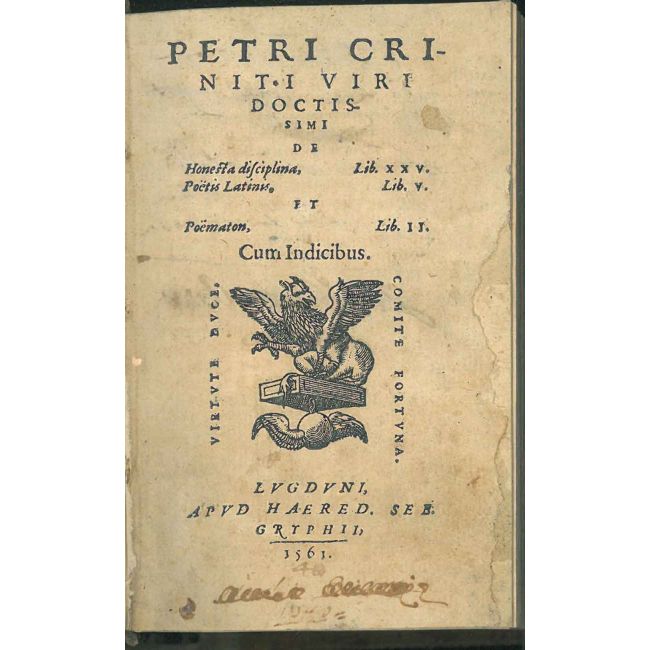 PETRI CRI-
NITI VIRI
DOCTIS-
SIMI
DE
Honesta disciplina, Lib. XXV.
Poëtis Latinis, Lib. V.
ET
Poëmaton, Lib. II.
Cum Indicibus.
VIRTVTE DVCE,
COMITE FORTVNA.
LVGDVNI,
APVD HAERED. SEB.
GRYPHII,
1561.